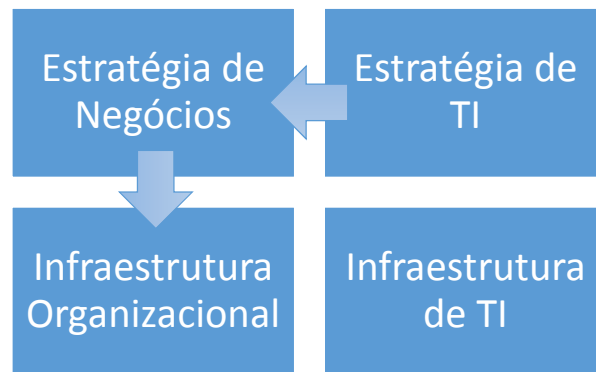 Estratégia de
Negócios
Estratégia de
TI
Infraestrutura
Organizacional
Infraestrutura
de TI